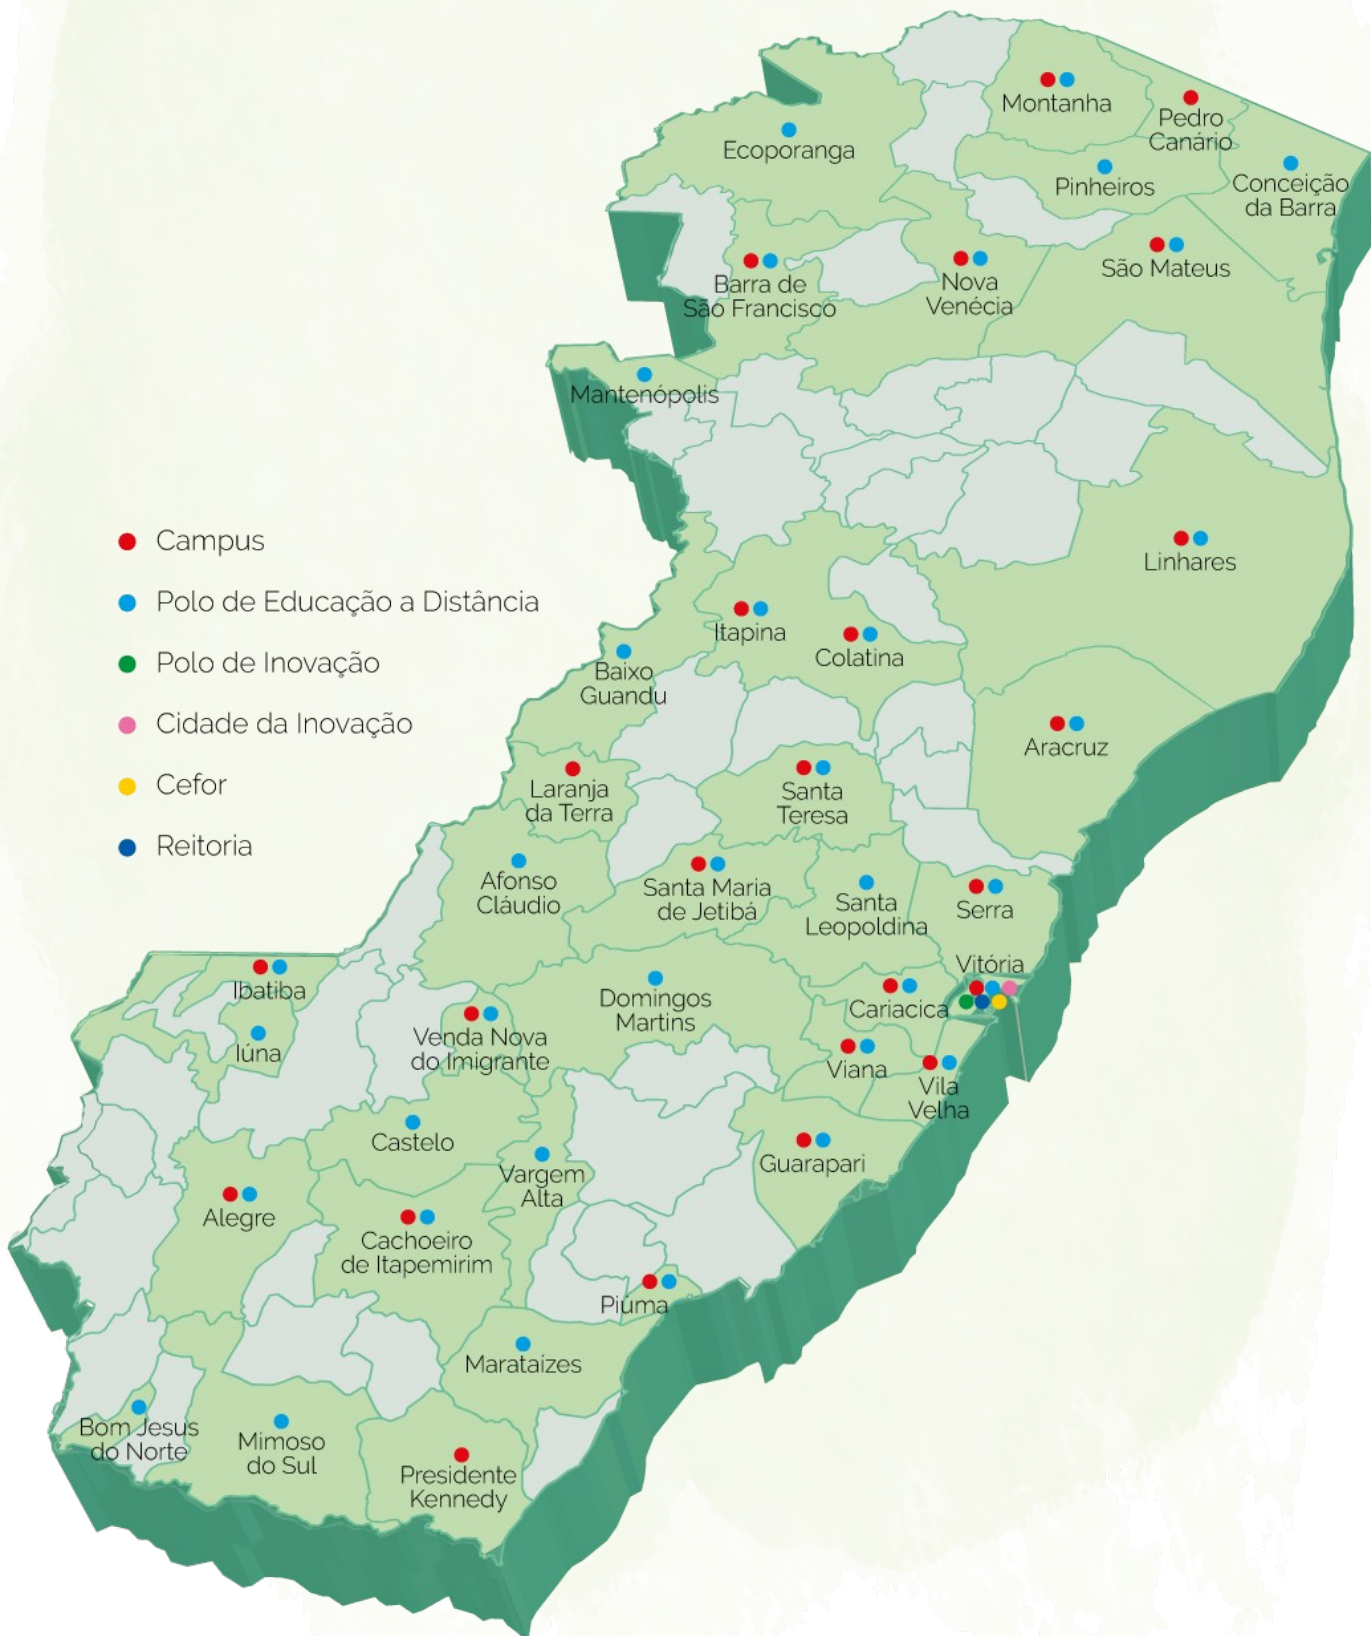 Montanha
Pedro
Canário
Ecoporanga
Pinheiros
Conceição
da Barra
São Mateus
Barra de
São Francisco
Nova
Venécia
Mantenópolis
Campus
Polo de Educação a Distância
Polo de Inovação
Cidade da Inovação
Cefor
Reitoria
Linhares
Itapina
Colatina
Baixo
Guandu
Aracruz
Laranja
da Terra
Santa
Teresa
Afonso
Cláudio
Santa Maria
de Jetibá
Santa
Leopoldina
Serra
Vitória
Ibatiba
Iúna
Venda Nova
do Imigrante
Domingos
Martins
Cariacica
Viana
Vila
Velha
Castelo
Vargem
Alta
Guarapari
Alegre
Cachoeiro
de Itapemirim
Piúma
Marataízes
Bom Jesus
do Norte
Mimoso
do Sul
Presidente
Kennedy